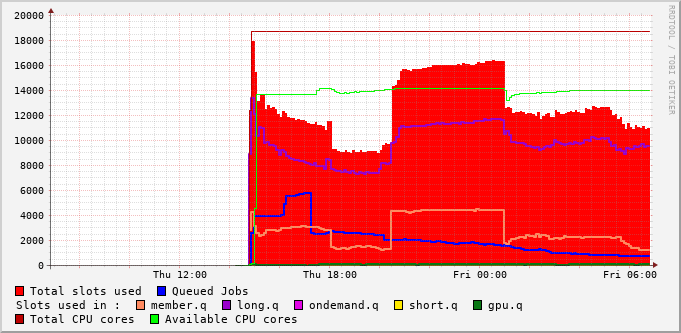 20000
18000
16000
14000
12000
10000
8000
6000
4000
2000
0
Thu 12:00 Thu 18:00 Fri 00:00 Fri 06:00
Total slots used Queued Jobs
Slots used in : member.q long.q ondemand.q short.q gpu.q
Total CPU cores Available CPU cores
RRDTOOL / TOBI OETIKER